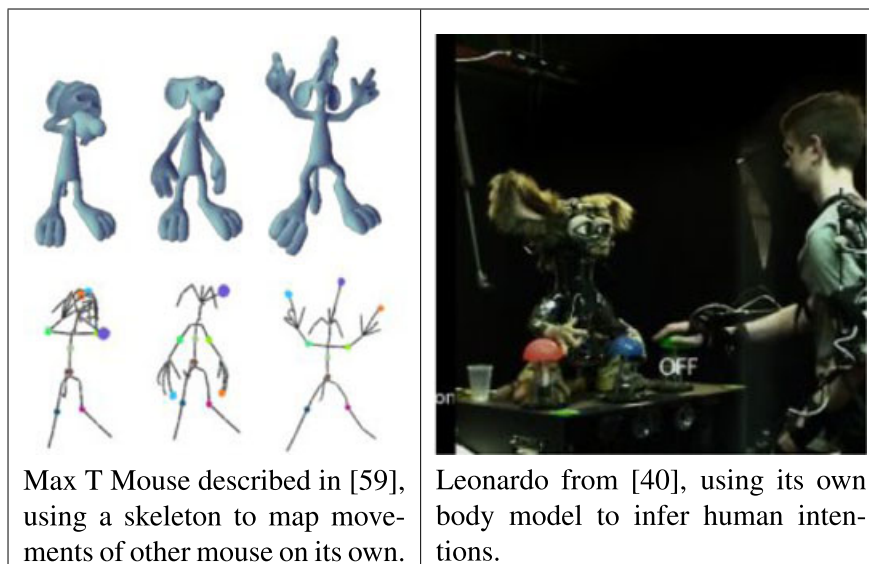 OFF
on
Max T Mouse described in [59],
using a skeleton to map move-
ments of other mouse on its own.
Leonardo from [40], using its own
body model to infer human inten-
tions.